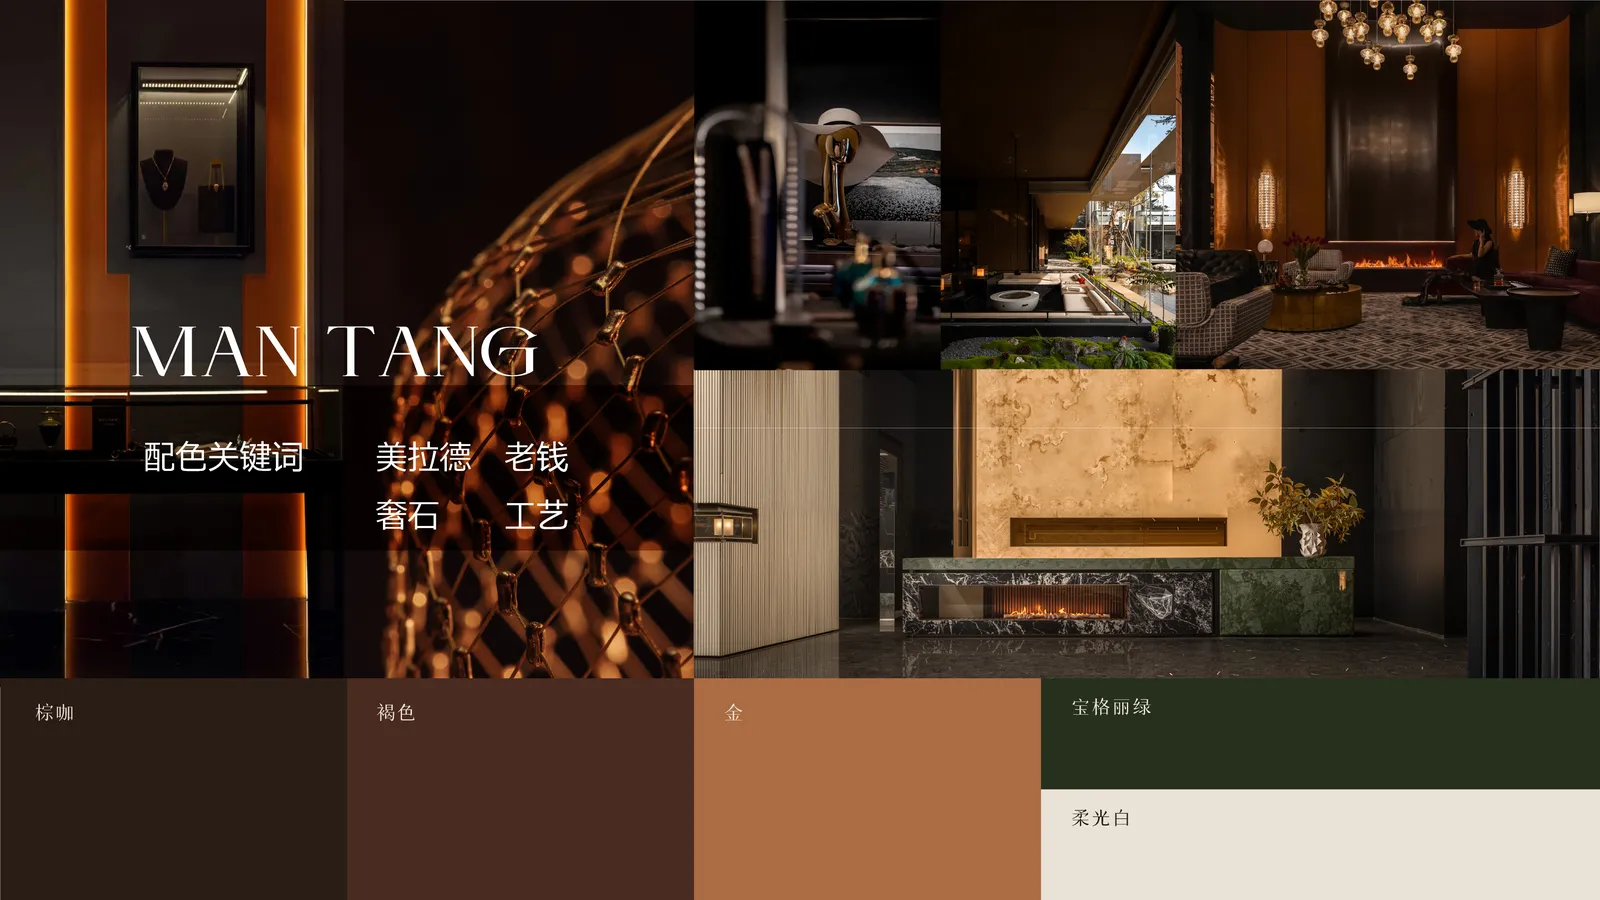 MAN TANG
配色关键词 美拉德 老钱
奢石 工艺
棕咖
褐色
金
宝格丽绿
柔光白